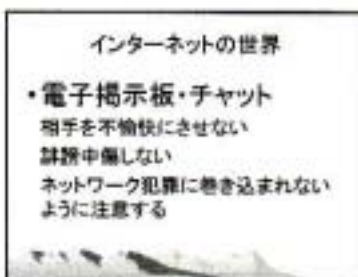 インターネットの世界
・電子掲示板・チャット
相手を不愉快にさせない
誹謗中傷しない
ネットワーク犯罪に巻き込まれない
ように注意する